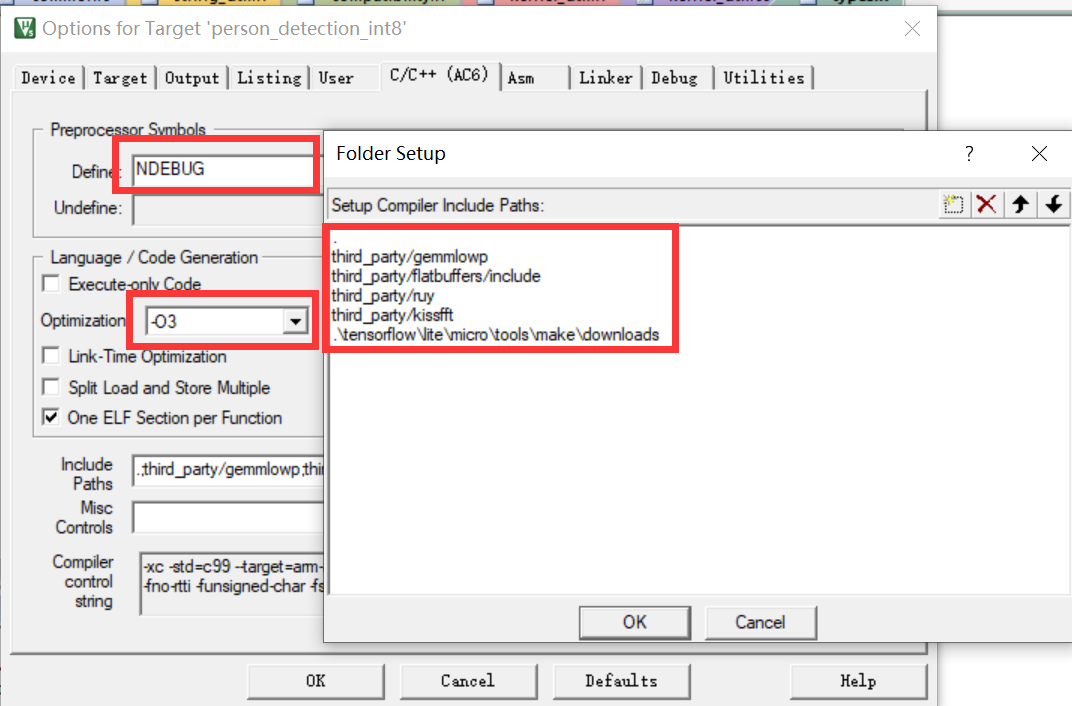 Options for Target 'person_detection_int8'
Device Target Output Listing User C/C++ (AC6) Asm Linker Debug Utilities
Preprocessor Symbols
Define: NDEBUG
Undefine:
Language / Code Generation
Execute-only Code
Optimization -O3
Link-Time Optimization
Split Load and Store Multiple
One ELF Section per Function
Include Paths
.;third_party/gemmlowp;thir
Misc Controls
Compiler control string
-xc -std=c99 --target=arm-
-fno-rtti -funsigned-char -fs
Folder Setup ?
Setup Compiler Include Paths:
.
third_party/gemmlowp
third_party/flatbuffers/include
third_party/ruy
third_party/kissfft
.\tensorflow\lite\micro\tools\make\downloads
OK Cancel
OK Cancel Defaults Help